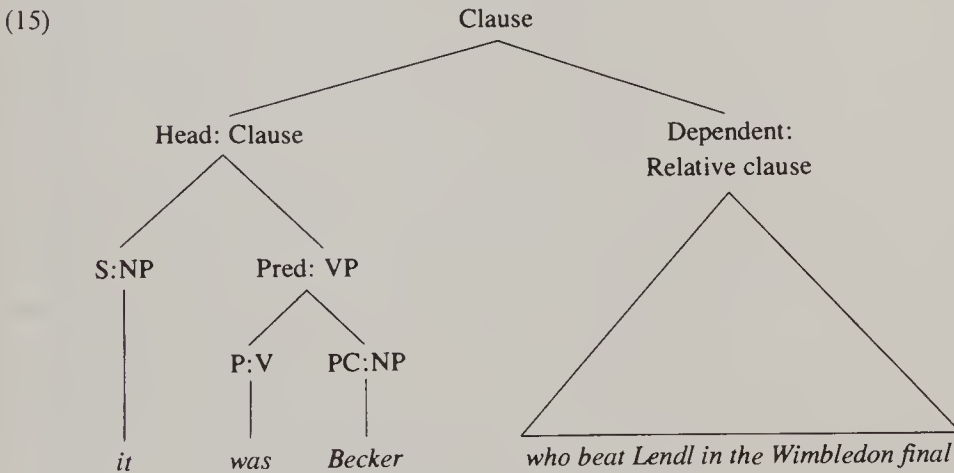 (15)
Clause
Head: Clause
Dependent:
Relative clause
S:NP
Pred: VP
P:V
PC:NP
it
was
Becker
who beat Lendl in the Wimbledon final